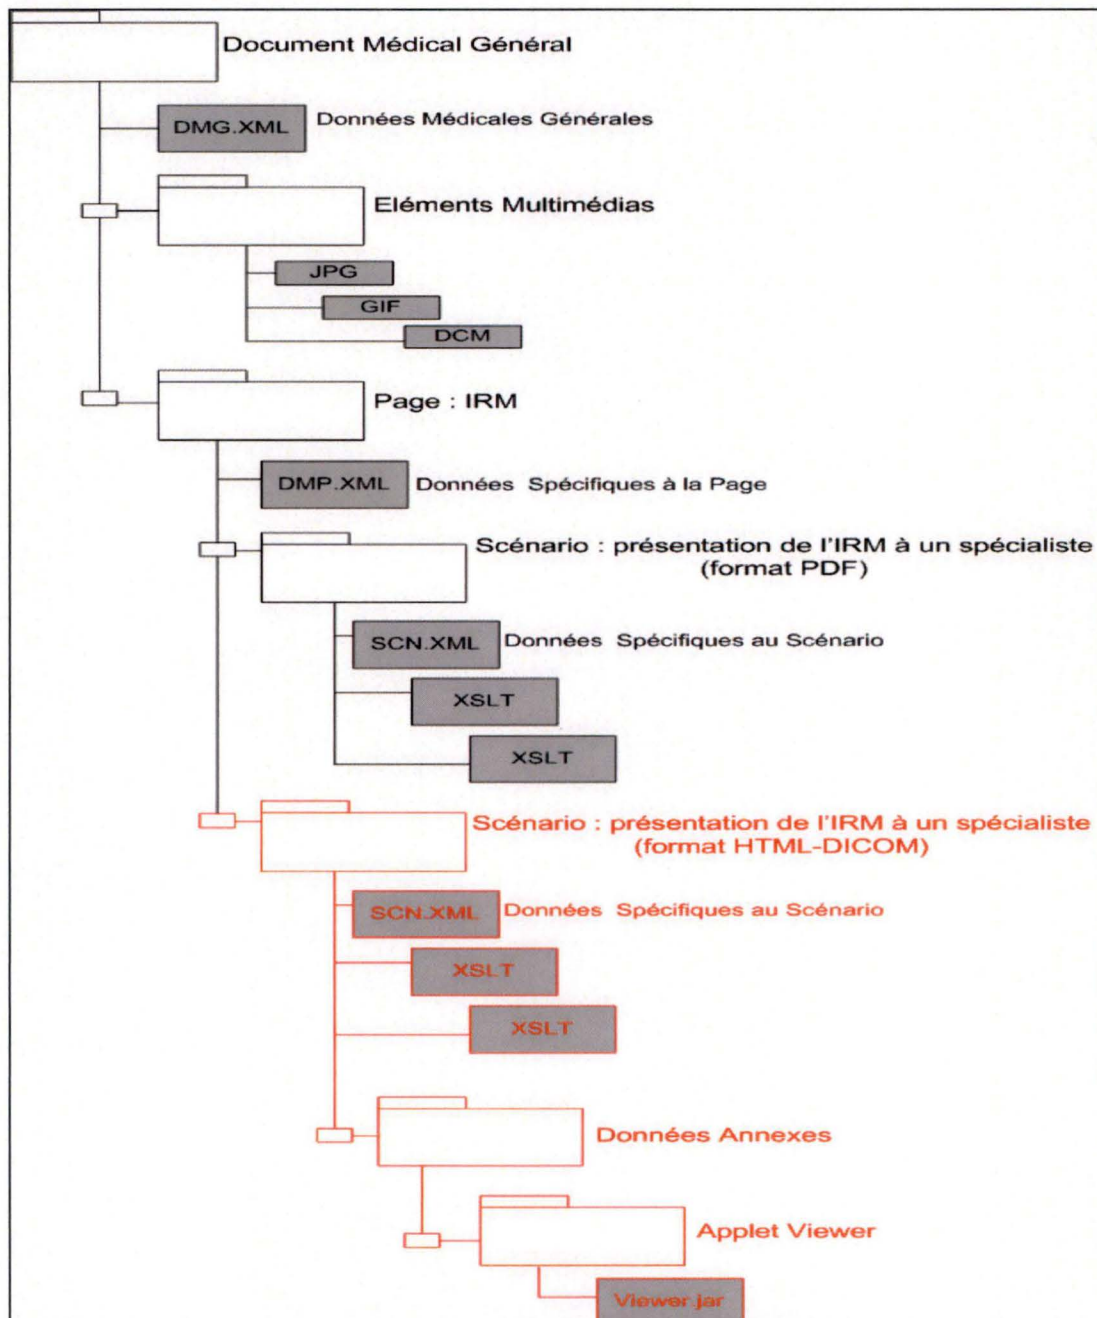 Document Médical Général
DMG.XML
Données Médicales Générales
Eléments Multimédias
JPG
GIF
DCM
Page : IRM
DMP.XML
Données Spécifiques à la Page
Scénario : présentation de l'IRM à un spécialiste
(format PDF)
SCN.XML
Données Spécifiques au Scénario
XSLT
XSLT
Scénario : présentation de l'IRM à un spécialiste
(format HTML-DICOM)
SCN.XML
Données Spécifiques au Scénario
XSLT
XSLT
Données Annexes
Applet Viewer
Viewer.jar